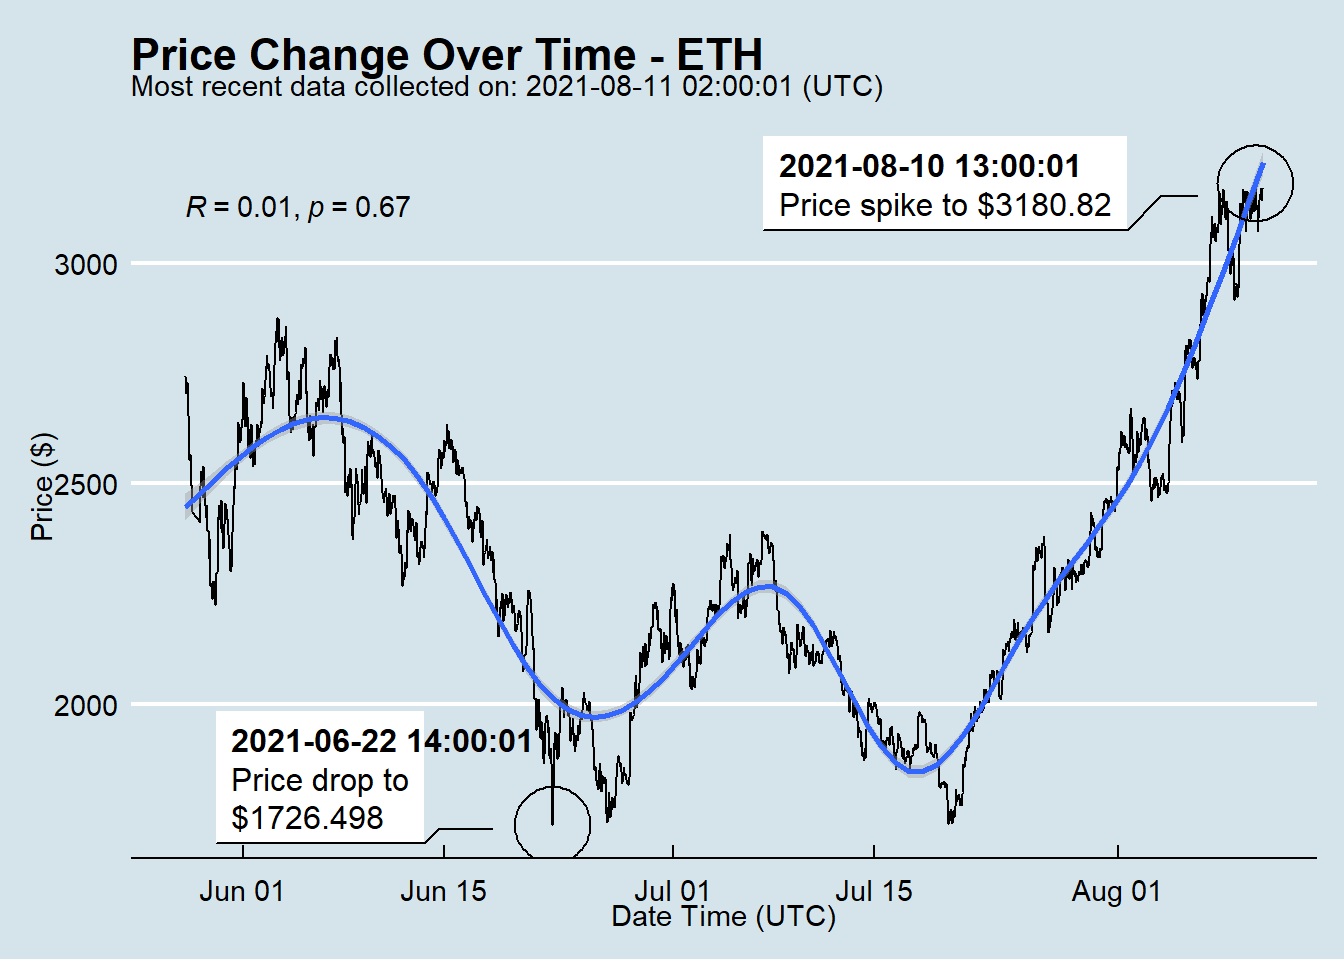 Price Change Over Time - ETH
Most recent data collected on: 2021-08-11 02:00:01 (UTC)
2021-08-10 13:00:01
Price spike to $3180.82
R = 0.01, p = 0.67
3000
2500
2000
Price ($)
2021-06-22 14:00:01
Price drop to
$1726.498
Jun 01
Jun 15
Jul 01
Jul 15
Aug 01
Date Time (UTC)